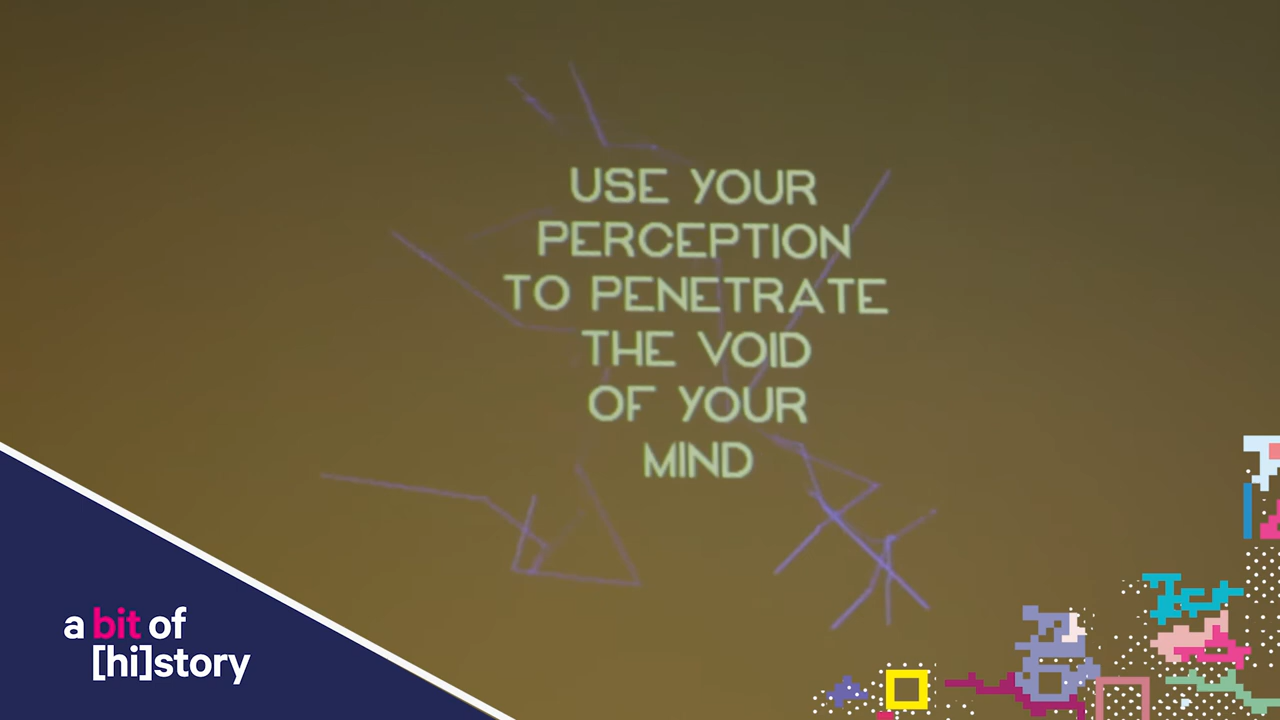 USE YOUR
PERCEPTION
TO PENETRATE
THE VOID
OF YOUR
MIND
a bit of
[hi]story